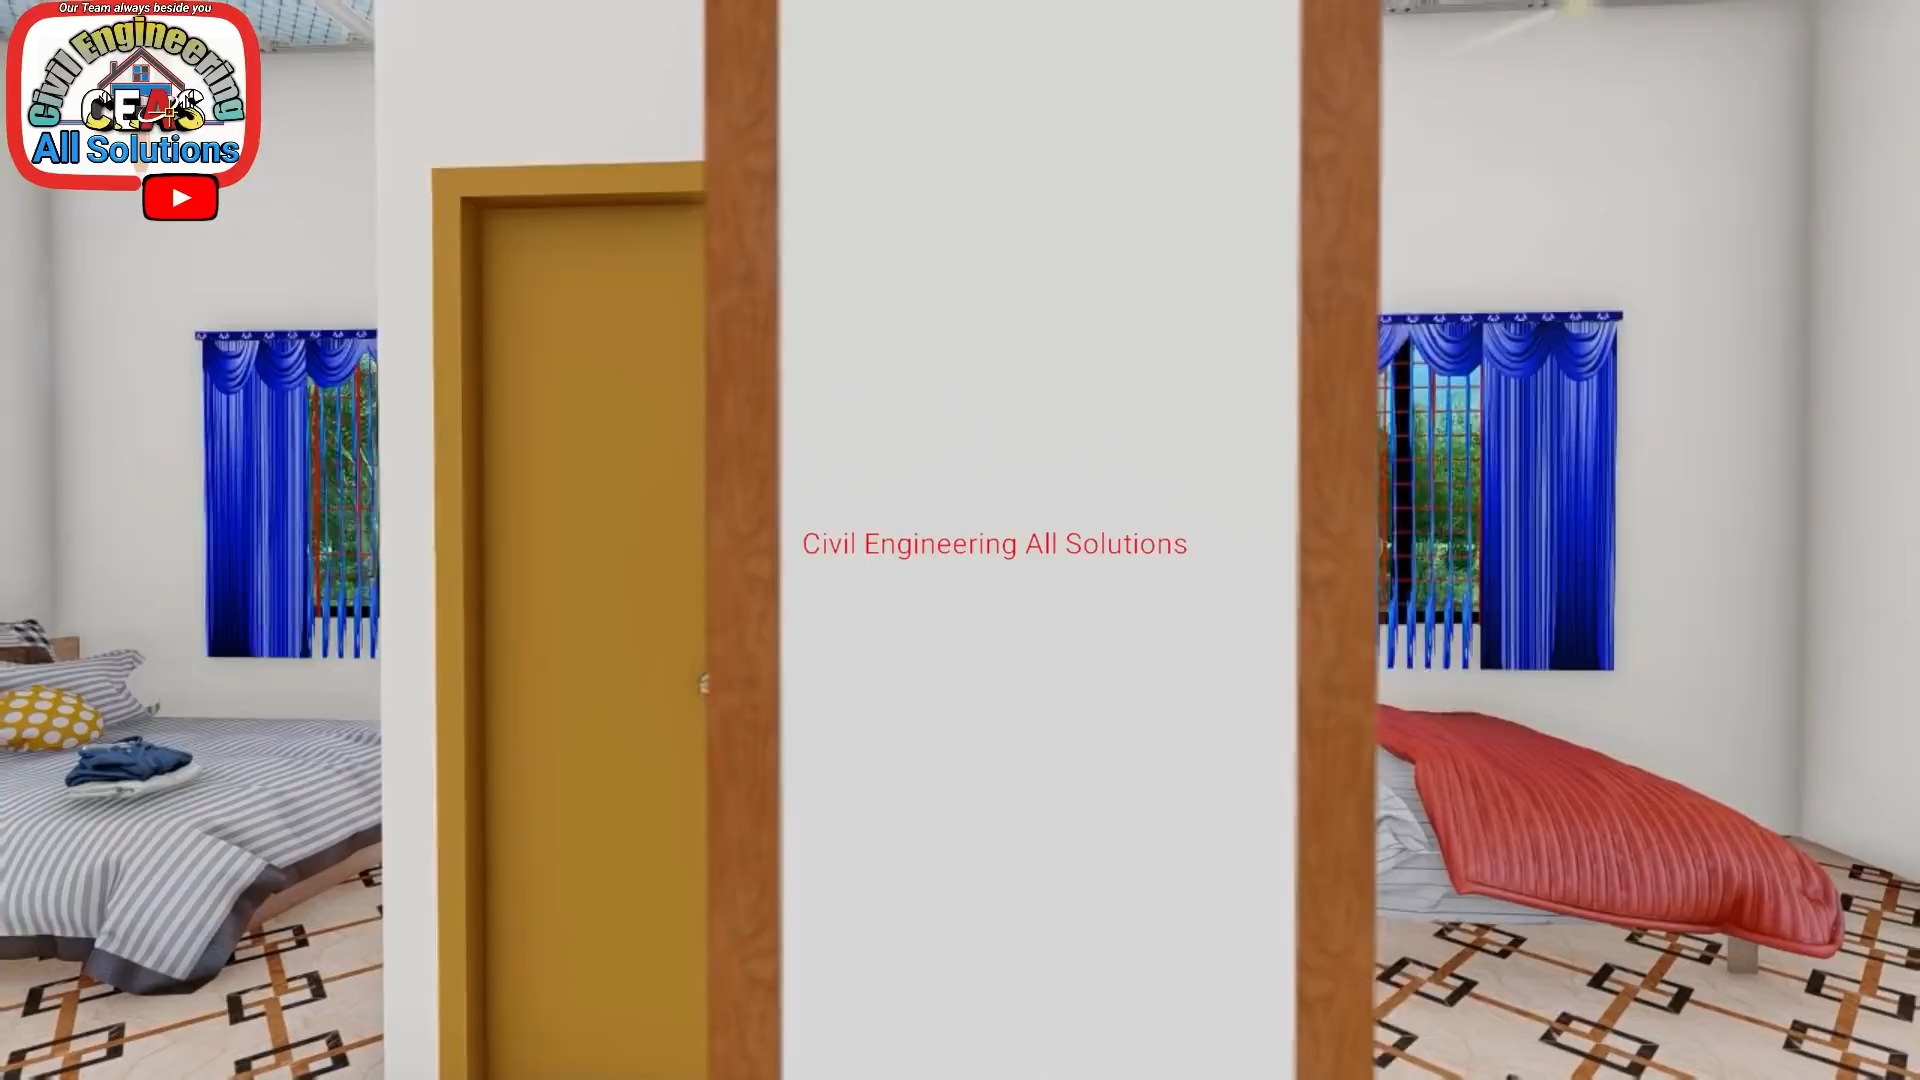 Our Team always beside you
Civil Engineering
CEAS
All Solutions
Civil Engineering All Solutions